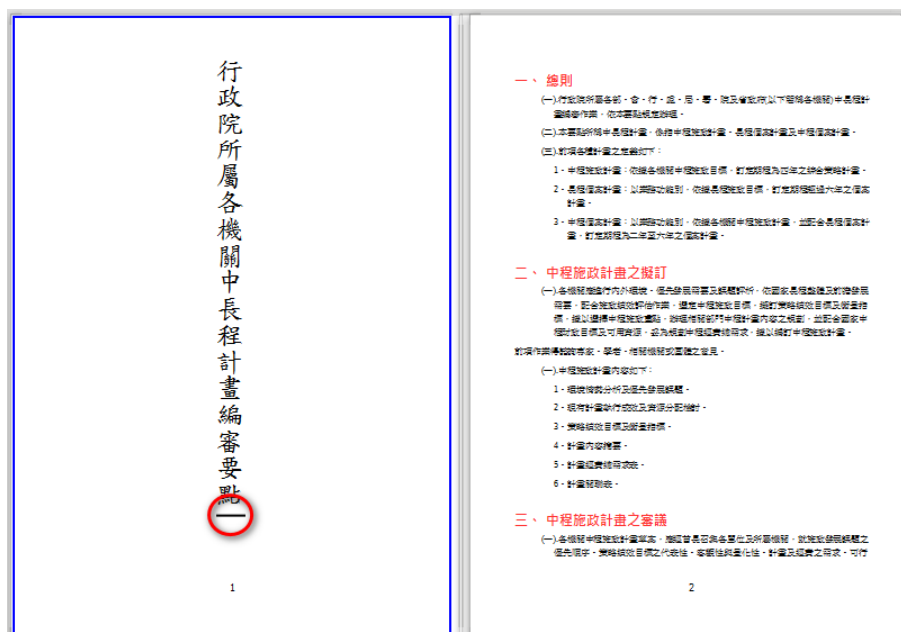 行政院所屬各機關中長程計畫編審要點
1
一、 總則
(一).行政院所屬各部、會、行、處、局、署、院及省政府(以下簡稱各機關)中長程計
畫編審作業，依本要點規定辦理。
(二).本要點所稱中長程計畫，係指中程施政計畫、長程個案計畫及中程個案計畫。
(三).前項各種計畫之定義如下：
1、中程施政計畫：依據各機關中程施政目標，訂定期程為四年之綜合策略計畫。
2、長程個案計畫：以業務功能別，依據長程施政目標，訂定期程超過六年之個案
計畫。
3、中程個案計畫：以業務功能別，依據各機關中程施政計畫，並配合長程個案計
畫，訂定期程為二年至六年之個案計畫。
二、 中程施政計畫之擬訂
(一).各機關應進行內外環境、優先發展需要及課題評析，依國家長程整體及前瞻發展
需要，配合施政績效評估作業，選定中程施政目標，擬訂策略績效目標及衡量指
標，據以選擇中程施政重點，辦理相關部門中程計畫內容之規劃，並配合國家中
程財政目標及可用資源，妥為規劃中程經費總需求，據以編訂中程施政計畫。
前項作業得諮詢專家、學者、相關機關或團體之意見。
(一).中程施政計畫內容如下：
1、環境情勢分析及優先發展課題。
2、現有計畫執行成效及資源分配檢討。
3、策略績效目標及衡量指標。
4、計畫內容摘要。
5、計畫經費總需求表。
6、計畫關聯表。
三、 中程施政計畫之審議
(一).各機關中程施政計畫草案，應經首長召集各單位及所屬機關，就施政發展課題之
優先順序、策略績效目標之代表性、客觀性與量化性、計畫及經費之需求、可行
2